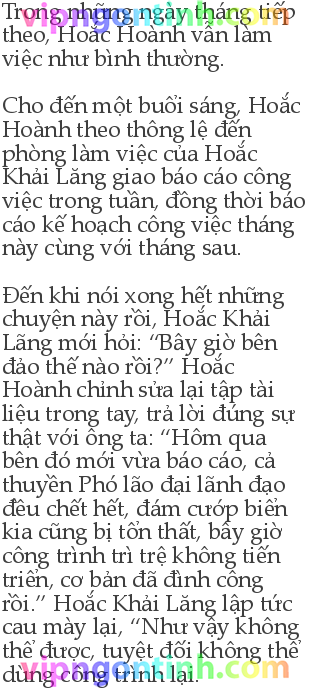 Trong những ngày tháng tiếp
theo, Hoắc Hoành vẫn làm
việc như bình thường.
Cho đến một buổi sáng, Hoắc
Hoành theo thông lệ đến
phòng làm việc của Hoắc
Khải Lăng giao báo cáo công
việc trong tuần, đồng thời báo
cáo kế hoạch công việc tháng
này cùng với tháng sau.
Đến khi nói xong hết những
chuyện này rồi, Hoắc Khải
Lãng mới hỏi: “Bây giờ bên
đảo thế nào rồi?” Hoắc
Hoành chỉnh sửa lại tập tài
liệu trong tay, trả lời đúng sự
thật với ông ta: “Hôm qua
bên đó mới vừa báo cáo, cả
thuyền Phó lão đại lãnh đạo
đều chết hết, đám cướp biển
kia cũng bị tổn thất, bây giờ
công trình trì trệ không tiến
triển, cơ bản đã đình công
rồi.” Hoắc Khải Lăng lập tức
cau mày lại, “Như vậy không
thể được, tuyệt đối không thể
dừng công trình lại.
vipngontinh.com
vipngontinh.com